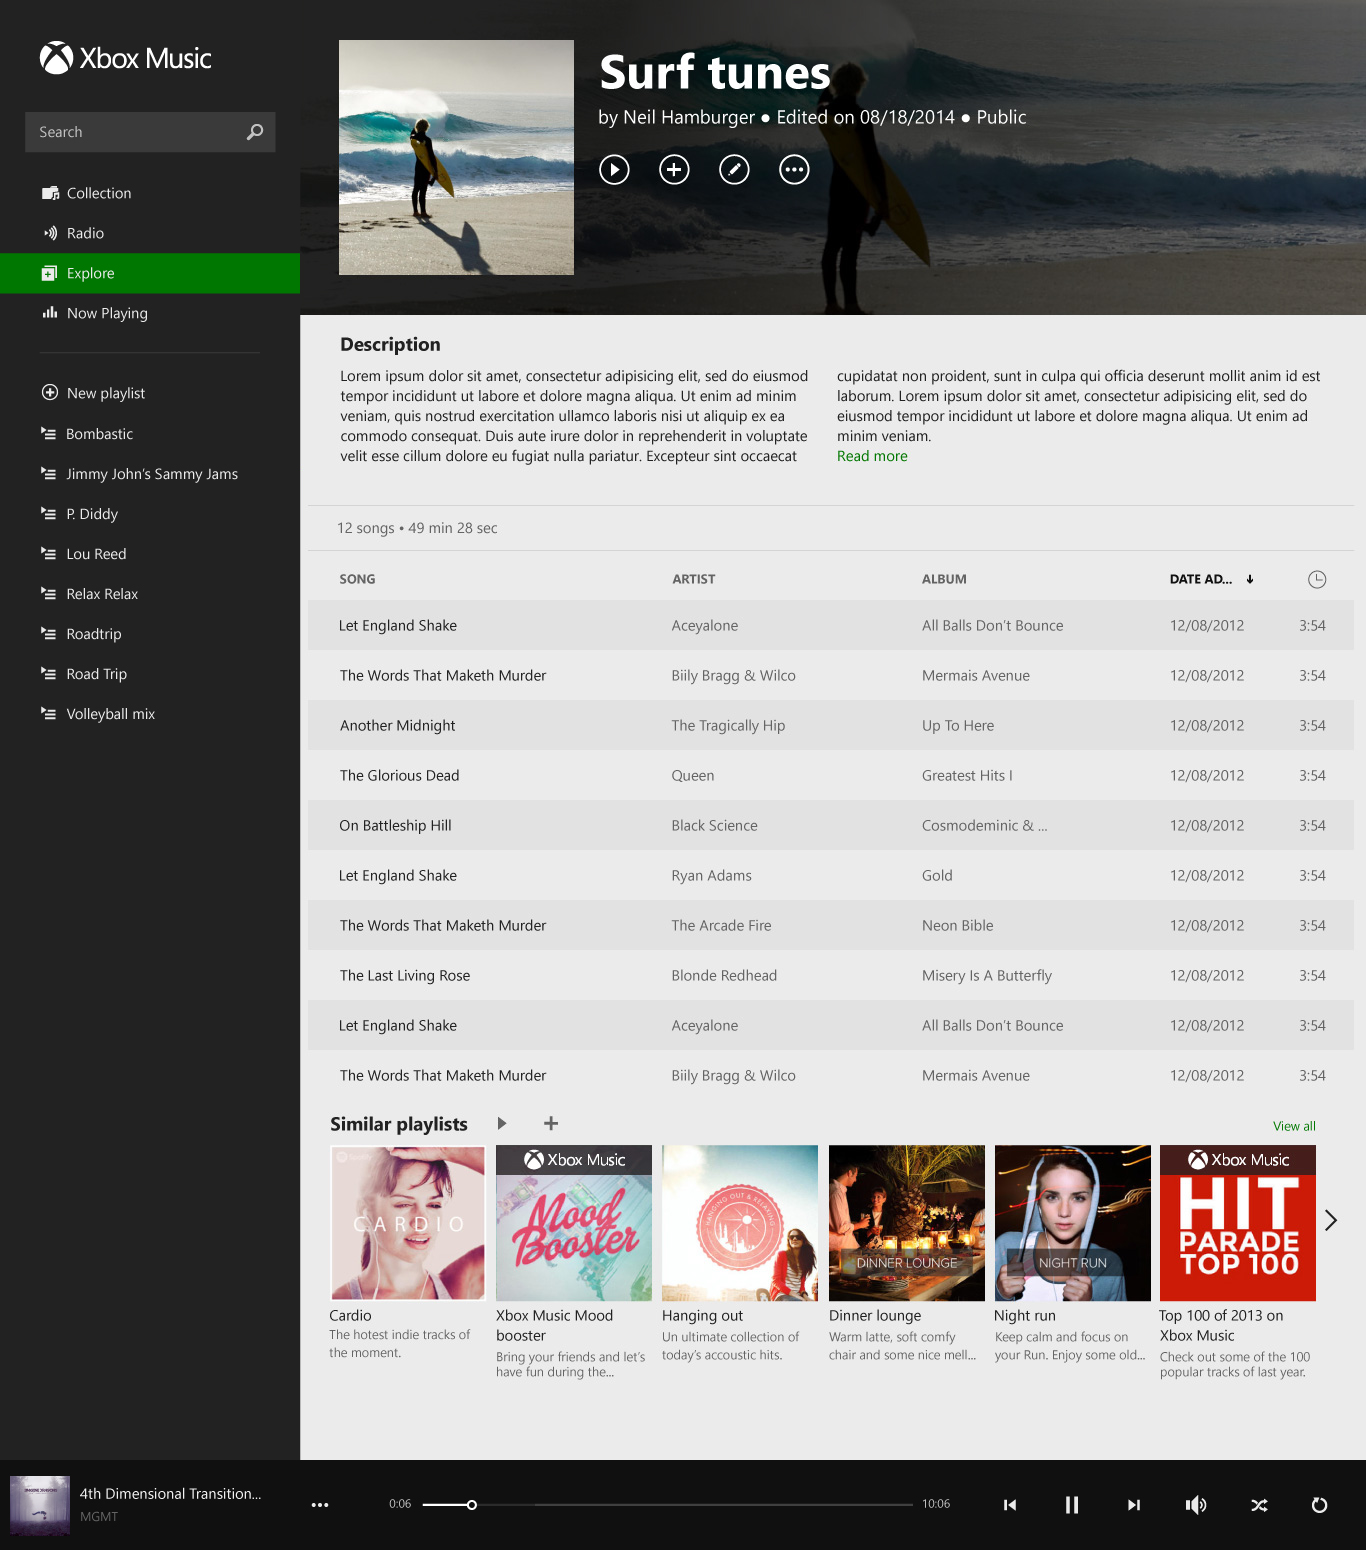 Xbox Music
Search
Collection
Radio
Explore
Now Playing
New playlist
Bombastic
Jimmy John's Sammy Jams
P. Diddy
Lou Reed
Relax Relax
Roadtrip
Road Trip
Volleyball mix
Surf tunes
by Neil Hamburger ● Edited on 08/18/2014 ● Public
Description
Lorem ipsum dolor sit amet, consectetur adipisicing elit, sed do eiusmod
tempor incididunt ut labore et dolore magna aliqua. Ut enim ad minim
veniam, quis nostrud exercitation ullamco laboris nisi ut aliquip ex ea
commodo consequat. Duis aute irure dolor in reprehenderit in voluptate
velit esse cillum dolore eu fugiat nulla pariatur. Excepteur sint occaecat
cupidatat non proident, sunt in culpa qui officia deserunt mollit anim id est
laborum. Lorem ipsum dolor sit amet, consectetur adipisicing elit, sed do
eiusmod tempor incididunt ut labore et dolore magna aliqua. Ut enim ad
minim veniam.
Read more
12 songs • 49 min 28 sec
SONG ARTIST ALBUM DATE AD...
Let England Shake Aceyalone All Balls Don't Bounce 12/08/2012 3:54
The Words That Maketh Murder Biily Bragg & Wilco Mermais Avenue 12/08/2012 3:54
Another Midnight The Tragically Hip Up To Here 12/08/2012 3:54
The Glorious Dead Queen Greatest Hits I 12/08/2012 3:54
On Battleship Hill Black Science Cosmodeminic & ... 12/08/2012 3:54
Let England Shake Ryan Adams Gold 12/08/2012 3:54
The Words That Maketh Murder The Arcade Fire Neon Bible 12/08/2012 3:54
The Last Living Rose Blonde Redhead Misery Is A Butterfly 12/08/2012 3:54
Let England Shake Aceyalone All Balls Don't Bounce 12/08/2012 3:54
The Words That Maketh Murder Biily Bragg & Wilco Mermais Avenue 12/08/2012 3:54
Similar playlists
View all
CARDIO
Xbox Music
Mood
Booster
HANGING OUT & RELAXING
DINNER LOUNGE
NIGHT RUN
Xbox Music
HIT
PARADE
TOP 100
Cardio
The hotest indie tracks of
the moment.
Xbox Music Mood
booster
Bring your friends and let's
have fun during the...
Hanging out
Un ultimate collection of
today's accoustic hits.
Dinner lounge
Warm latte, soft comfy
chair and some nice mell...
Night run
Keep calm and focus on
your Run. Enjoy some old...
Top 100 of 2013 on
Xbox Music
Check out some of the 100
popular tracks of last year.
4th Dimensional Transition...
MGMT
0:06
10:06